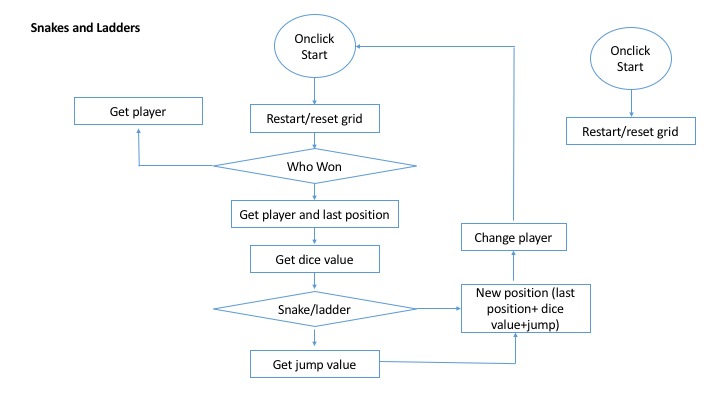 Snakes and Ladders
Onclick
Start
Onclick
Start
Get player
Restart/reset grid
Restart/reset grid
Who Won
Get player and last position
Change player
Get dice value
Snake/ladder
New position (last
position+ dice
value+jump)
Get jump value